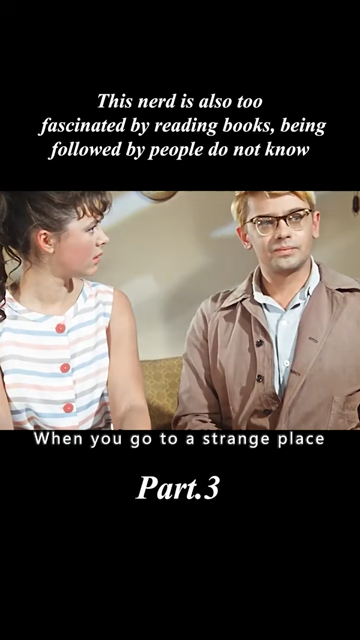 This nerd is also too
fascinated by reading books, being
followed by people do not know
When you go to a strange place
Part.3